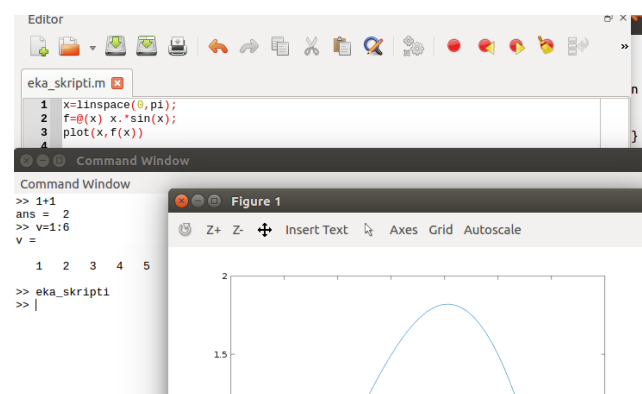 Editor
eka_skripti.m
1 x=linspace(0,pi);
2 f=@(x) x.*sin(x);
3 plot(x,f(x))
4
n
}
Command Window
Command Window
>> 1+1
ans = 2
>> v=1:6
v =
1 2 3 4 5
>> eka_skripti
>>
Figure 1
Z+ Z- Insert Text Axes Grid Autoscale
2
1.5